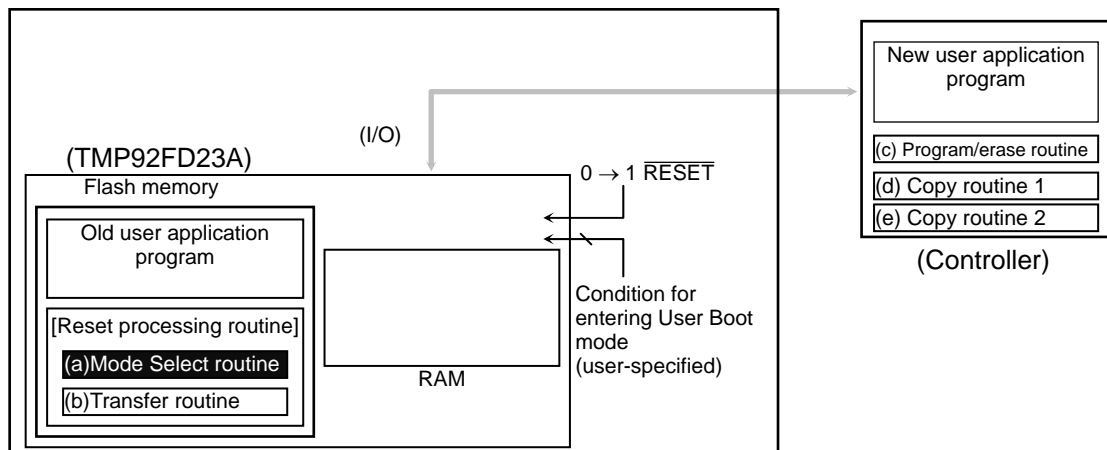 (TMP92FD23A)
Flash memory
Old user application
program
[Reset processing routine]
(a)Mode Select routine
(b)Transfer routine
(I/O)
RAM
0 → 1 RESET
Condition for
entering User Boot
mode
(user-specified)
New user application
program
(c) Program/erase routine
(d) Copy routine 1
(e) Copy routine 2
(Controller)